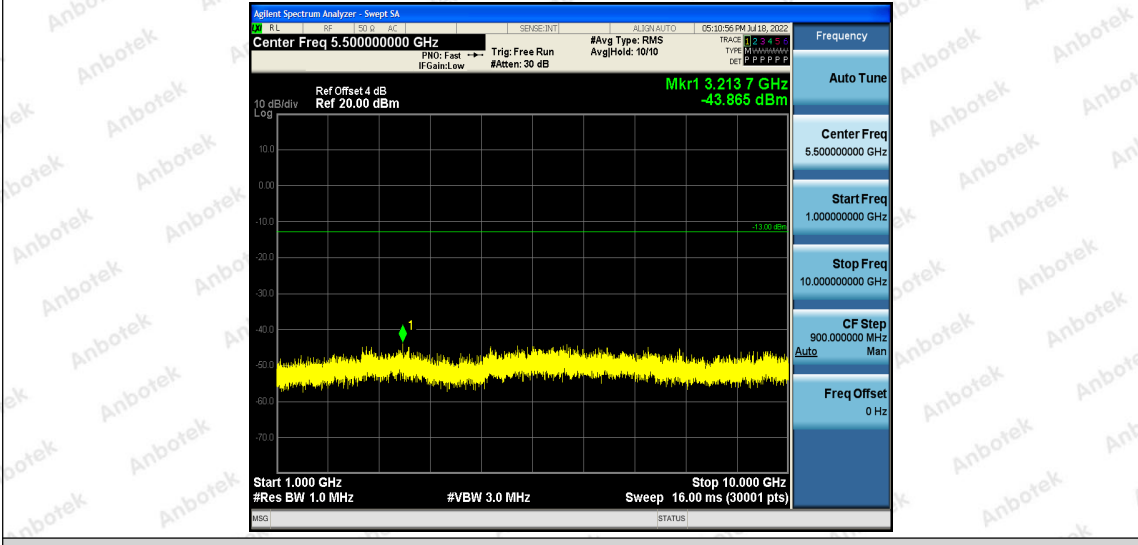 Agilent Spectrum Analyzer - Swept SA
RL RF 50 Ω AC SENSE:INT ALIGN AUTO 05:10:56 PM Jul 18, 2022
Center Freq 5.500000000 GHz
PNO: Fast
IFGain:Low
Trig: Free Run
#Atten: 30 dB
#Avg Type: RMS
Avg|Hold: 10/10
TRACE 1 2 3 4 5 6
TYPE M
DET P P P P P P
Mkr1 3.213 7 GHz
-43.865 dBm
Ref Offset 4 dB
10 dB/div Ref 20.00 dBm
Log
10.0
0.00
-10.0
-13.00 dBm
-20.0
-30.0
-40.0
1
-50.0
-60.0
-70.0
Start 1.000 GHz Stop 10.000 GHz
#Res BW 1.0 MHz #VBW 3.0 MHz Sweep 16.00 ms (30001 pts)
MSG STATUS
Frequency
Auto Tune
Center Freq
5.500000000 GHz
Start Freq
1.000000000 GHz
Stop Freq
10.000000000 GHz
CF Step
900.000000 MHz
Auto Man
Freq Offset
0 Hz
Anbotek